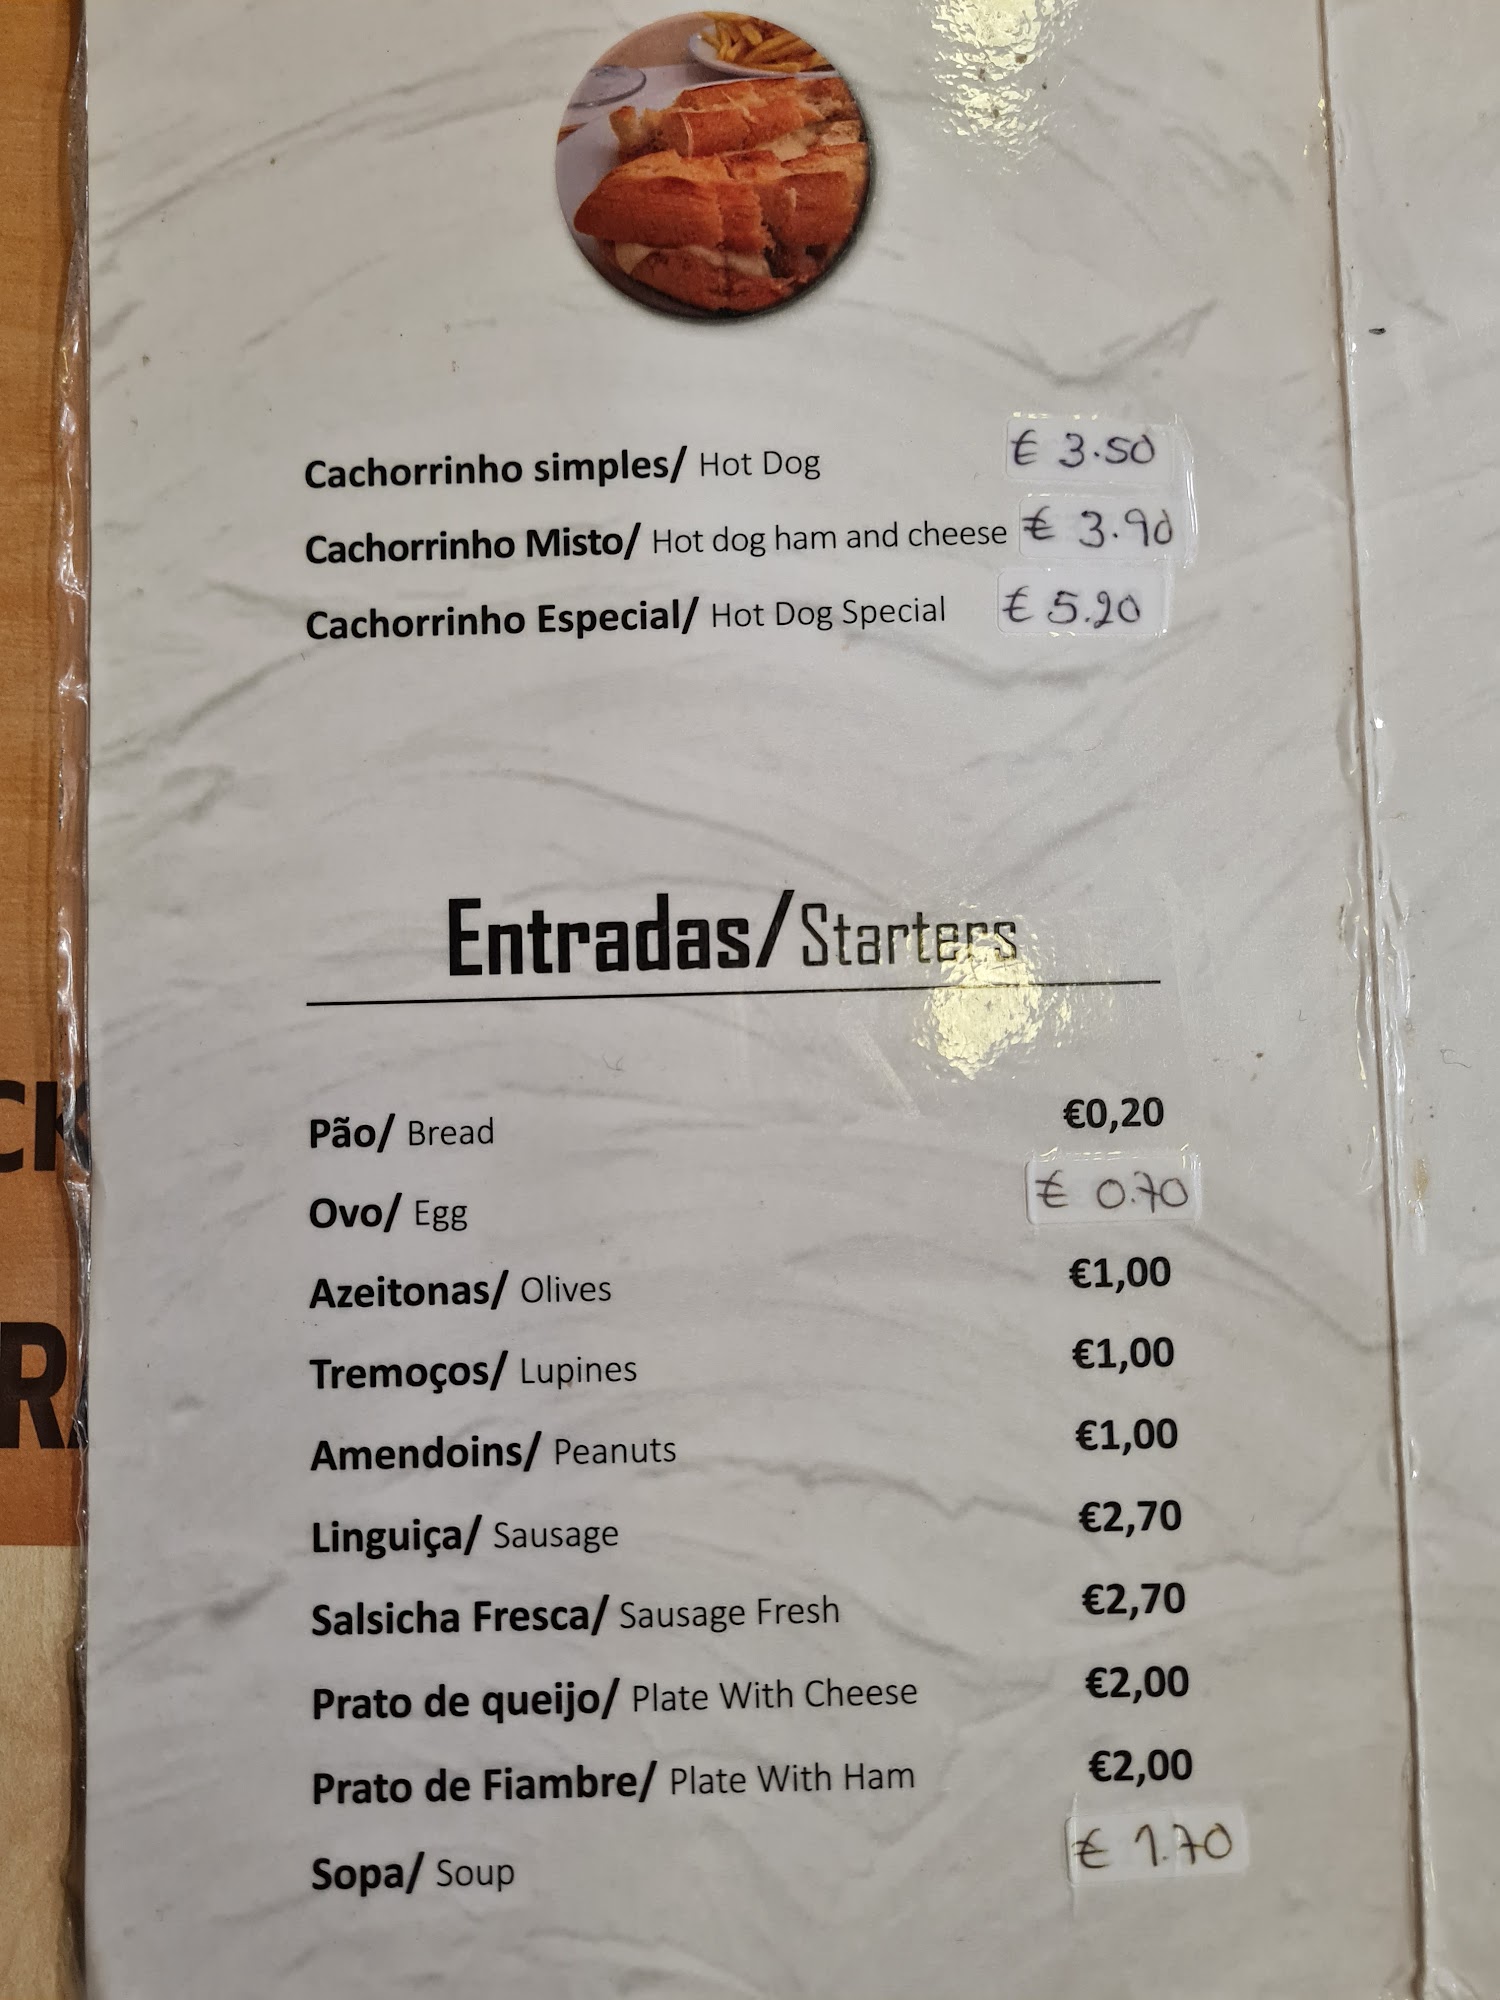 Cachorrinho simples/ Hot Dog € 3.50
Cachorrinho Misto/ Hot dog ham and cheese € 3.90
Cachorrinho Especial/ Hot Dog Special € 5.20
Entradas/Starters
Pão/ Bread €0,20
Ovo/ Egg € 0.70
Azeitonas/ Olives €1,00
Tremoços/ Lupines €1,00
Amendoins/ Peanuts €1,00
Linguiça/ Sausage €2,70
Salsicha Fresca/ Sausage Fresh €2,70
Prato de queijo/ Plate With Cheese €2,00
Prato de Fiambre/ Plate With Ham €2,00
Sopa/ Soup € 1.70